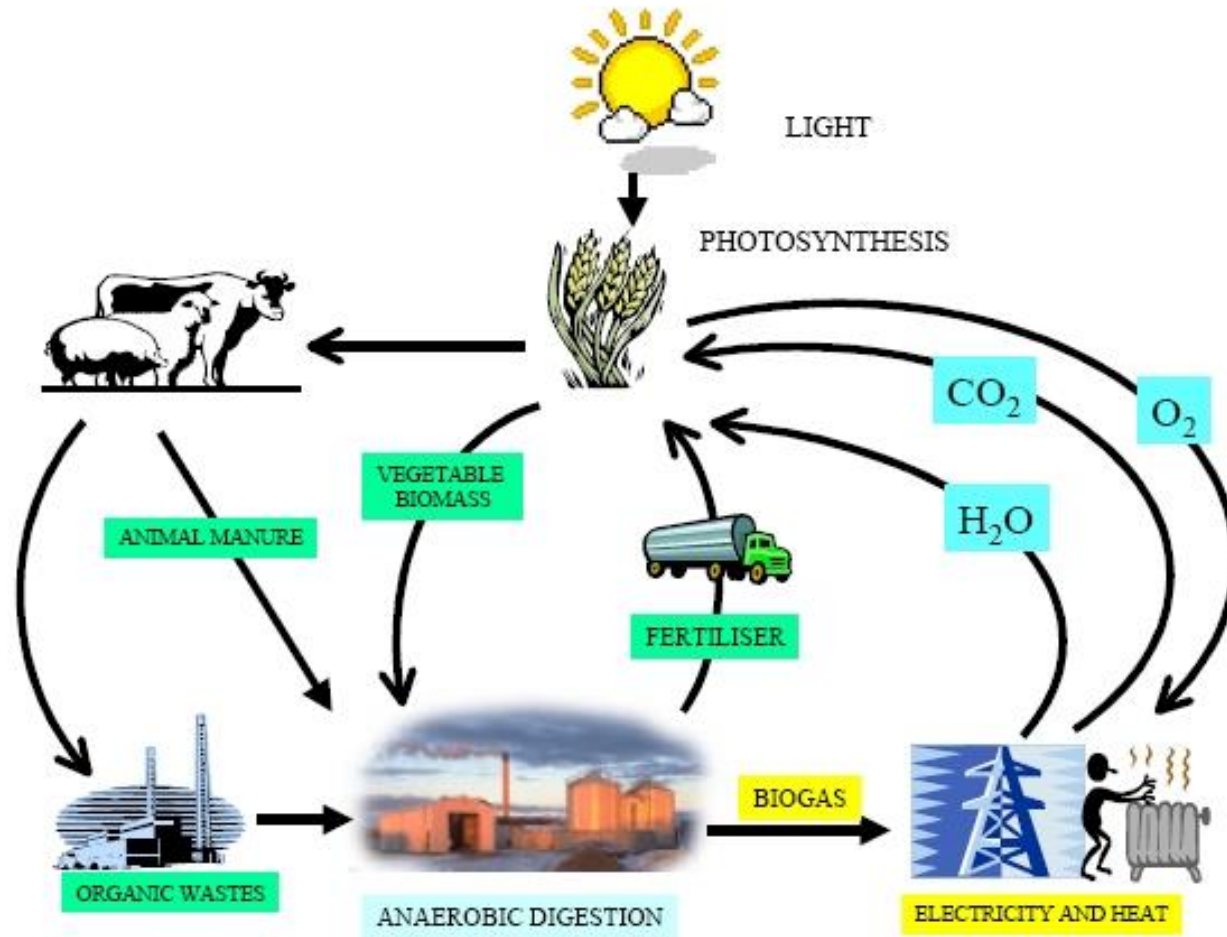 LIGHT
PHOTOSYNTHESIS
CO₂
O₂
VEGETABLE
BIOMASS
H₂O
ANIMAL MANURE
FERTILISER
BIOGAS
ORGANIC WASTES
ANAEROBIC DIGESTION
ELECTRICITY AND HEAT